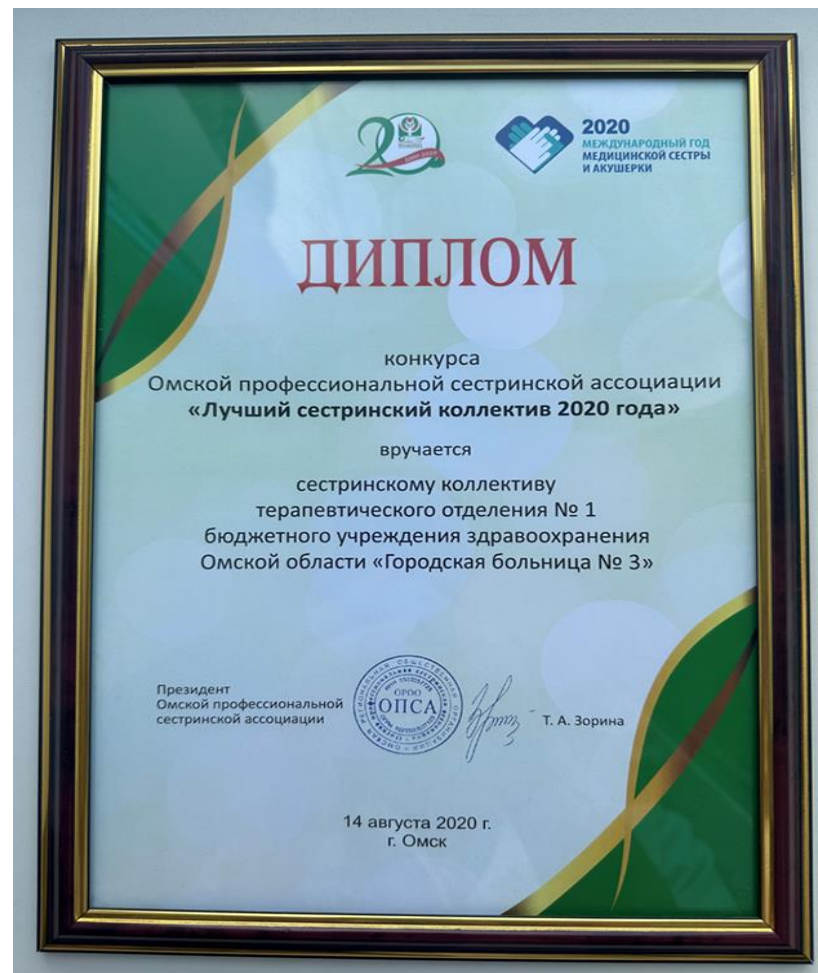 2020
МЕЖДУНАРОДНЫЙ ГОД
МЕДИЦИНСКОЙ СЕСТРЫ
И АКУШЕРКИ
ДИПЛОМ
конкурса
Омской профессиональной сестринской ассоциации
«Лучший сестринский коллектив 2020 года»
вручается
сестринскому коллективу
терапевтического отделения № 1
бюджетного учреждения здравоохранения
Омской области «Городская больница № 3»
Президент
Омской профессиональной
сестринской ассоциации
ОРОО
ОПСА
Т. А. Зорина
14 августа 2020 г.
г. Омск